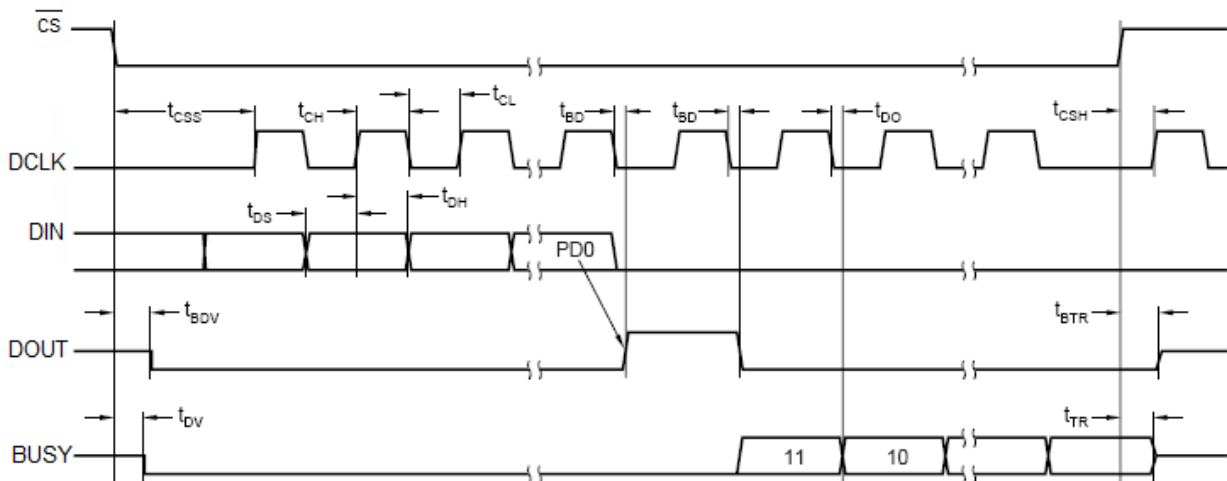 CS
tCSS tCH tCL tBD tBD tDO tCSH
DCLK
tDS tDH
DIN
PD0
tBDV tBTR
DOUT
tDV tTR
BUSY 11 10